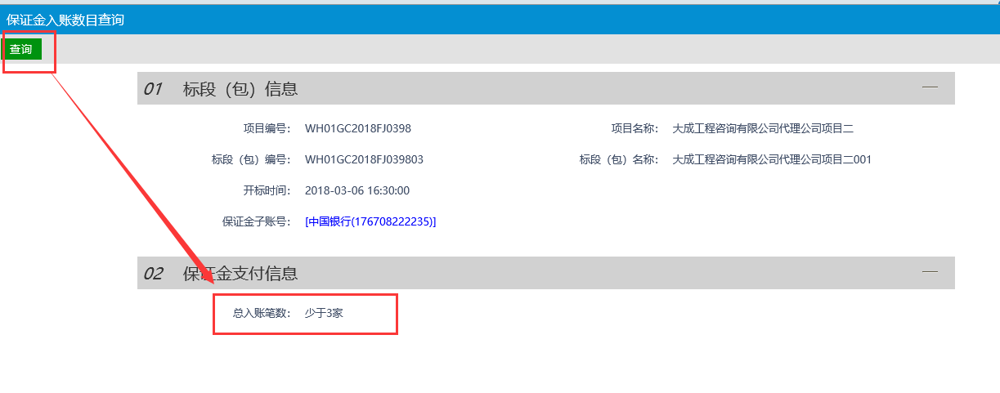 保证金入账数目查询
查询
01 标段（包）信息
项目编号： WH01GC2018FJ0398 项目名称： 大成工程咨询有限公司代理公司项目二
标段（包）编号： WH01GC2018FJ039803 标段（包）名称： 大成工程咨询有限公司代理公司项目二001
开标时间： 2018-03-06 16:30:00
保证金子账号： [中国银行(176708222235)]
02 保证金支付信息
总入账笔数： 少于3家